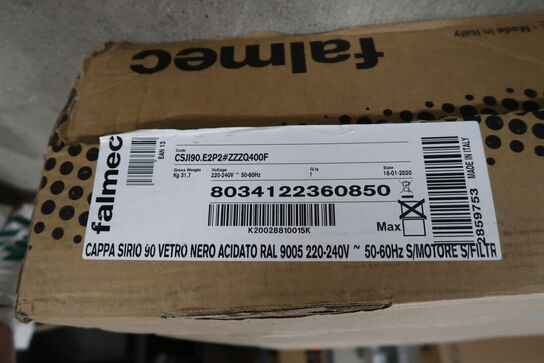 falmec - Made in Italy
falmec
EAN 13
Code
CSJI90.E2P2#ZZZQ400F
Gross Weight Voltage Q.ty Date
Kg 31.7 220-240V ~ 50-60Hz 1 16-01-2020
8034122360850
K20028810015K
Max
MADE IN ITALY
2859753
CAPPA SIRIO 90 VETRO NERO ACIDATO RAL 9005 220-240V ~ 50-60Hz S/MOTORE S/FILTR